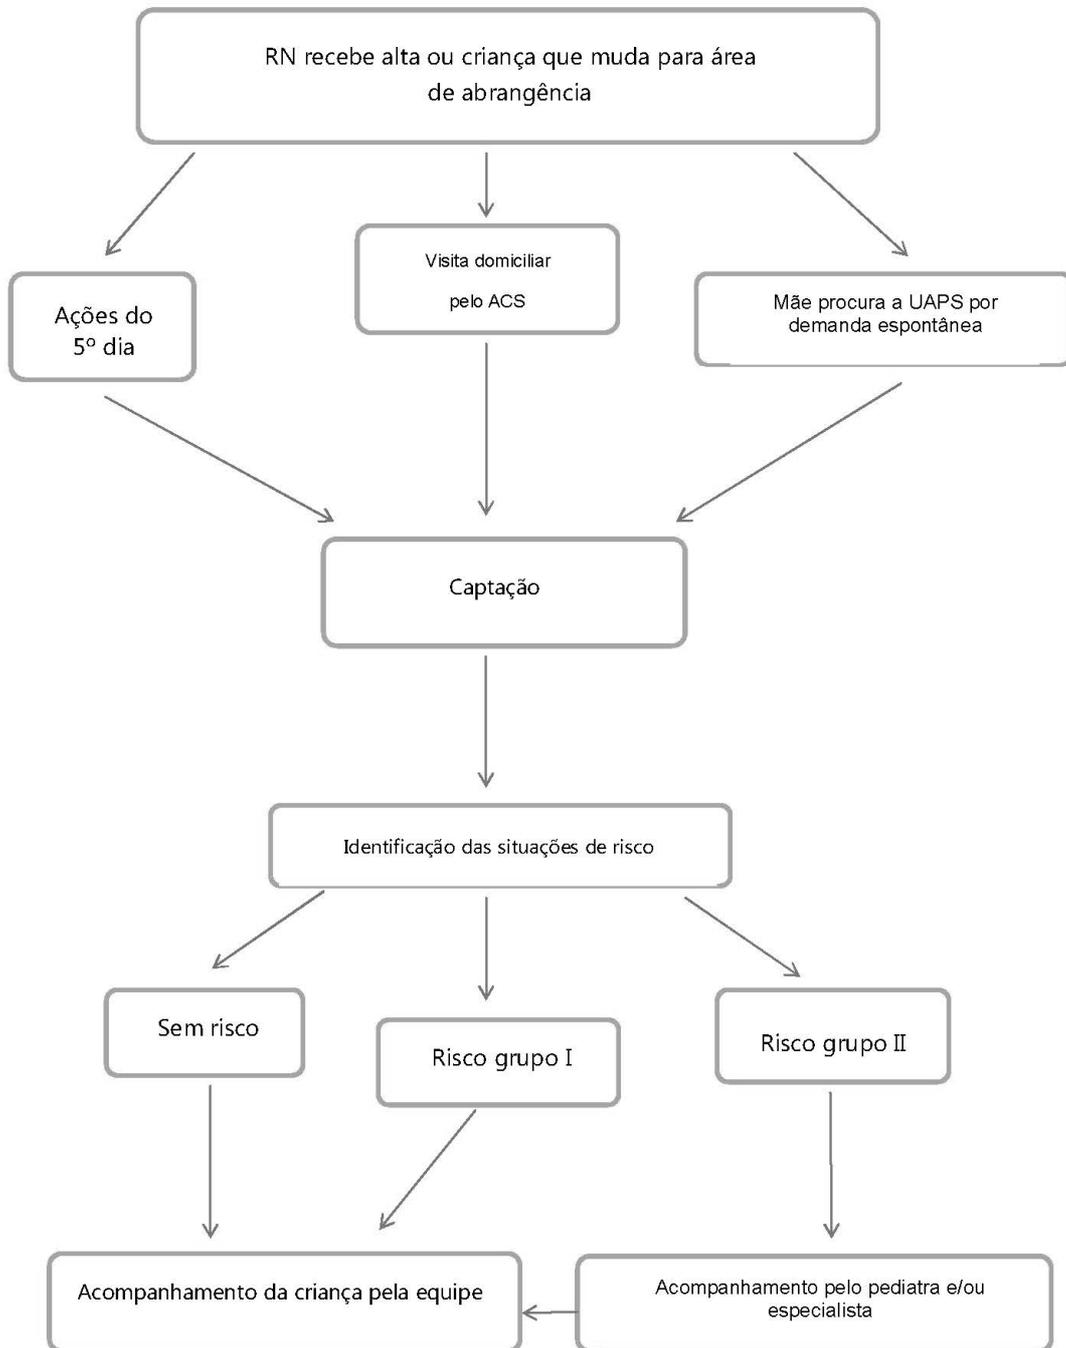 RN recebe alta ou criança que muda para área
de abrangência
Visita domiciliar
pelo ACS
Ações do
5º dia
Mãe procura a UAPS por
demanda espontânea
Captação
Identificação das situações de risco
Sem risco
Risco grupo I
Risco grupo II
Acompanhamento da criança pela equipe
Acompanhamento pelo pediatra e/ou
especialista